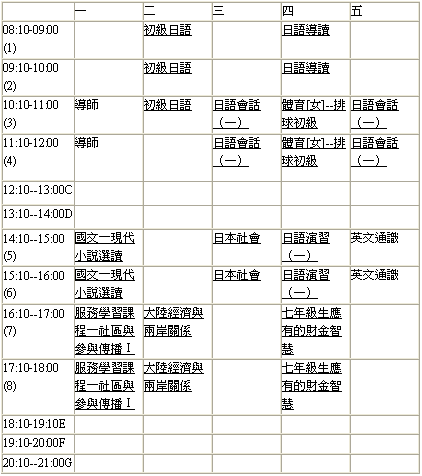 一 二 三 四 五
08:10-09:00 初級日語 日語導讀
(1)
09:10-10:00 初級日語 日語導讀
(2)
10:10-11:00 導師 初級日語 日語會話 體育[女]--排 日語會話
(3) （一） 球初級 （一）
11:10-12:00 導師 日語會話 體育[女]--排 日語會話
(4) （一） 球初級 （一）
12:10--13:00C
13:10--14:00D
14:10--15:00 國文一現代 日本社會 日語演習 英文通識
(5) 小說選讀 （一）
15:10--16:00 國文一現代 日本社會 日語演習 英文通識
(6) 小說選讀 （一）
16:10--17:00 服務學習課 大陸經濟與 七年級生應
(7) 程一社區與 兩岸關係 有的財金智
參與傳播Ⅰ 慧
17:10-18:00 服務學習課 大陸經濟與 七年級生應
(8) 程一社區與 兩岸關係 有的財金智
參與傳播Ⅰ 慧
18:10-19:10E
19:10-20:00F
20:10--21:00G